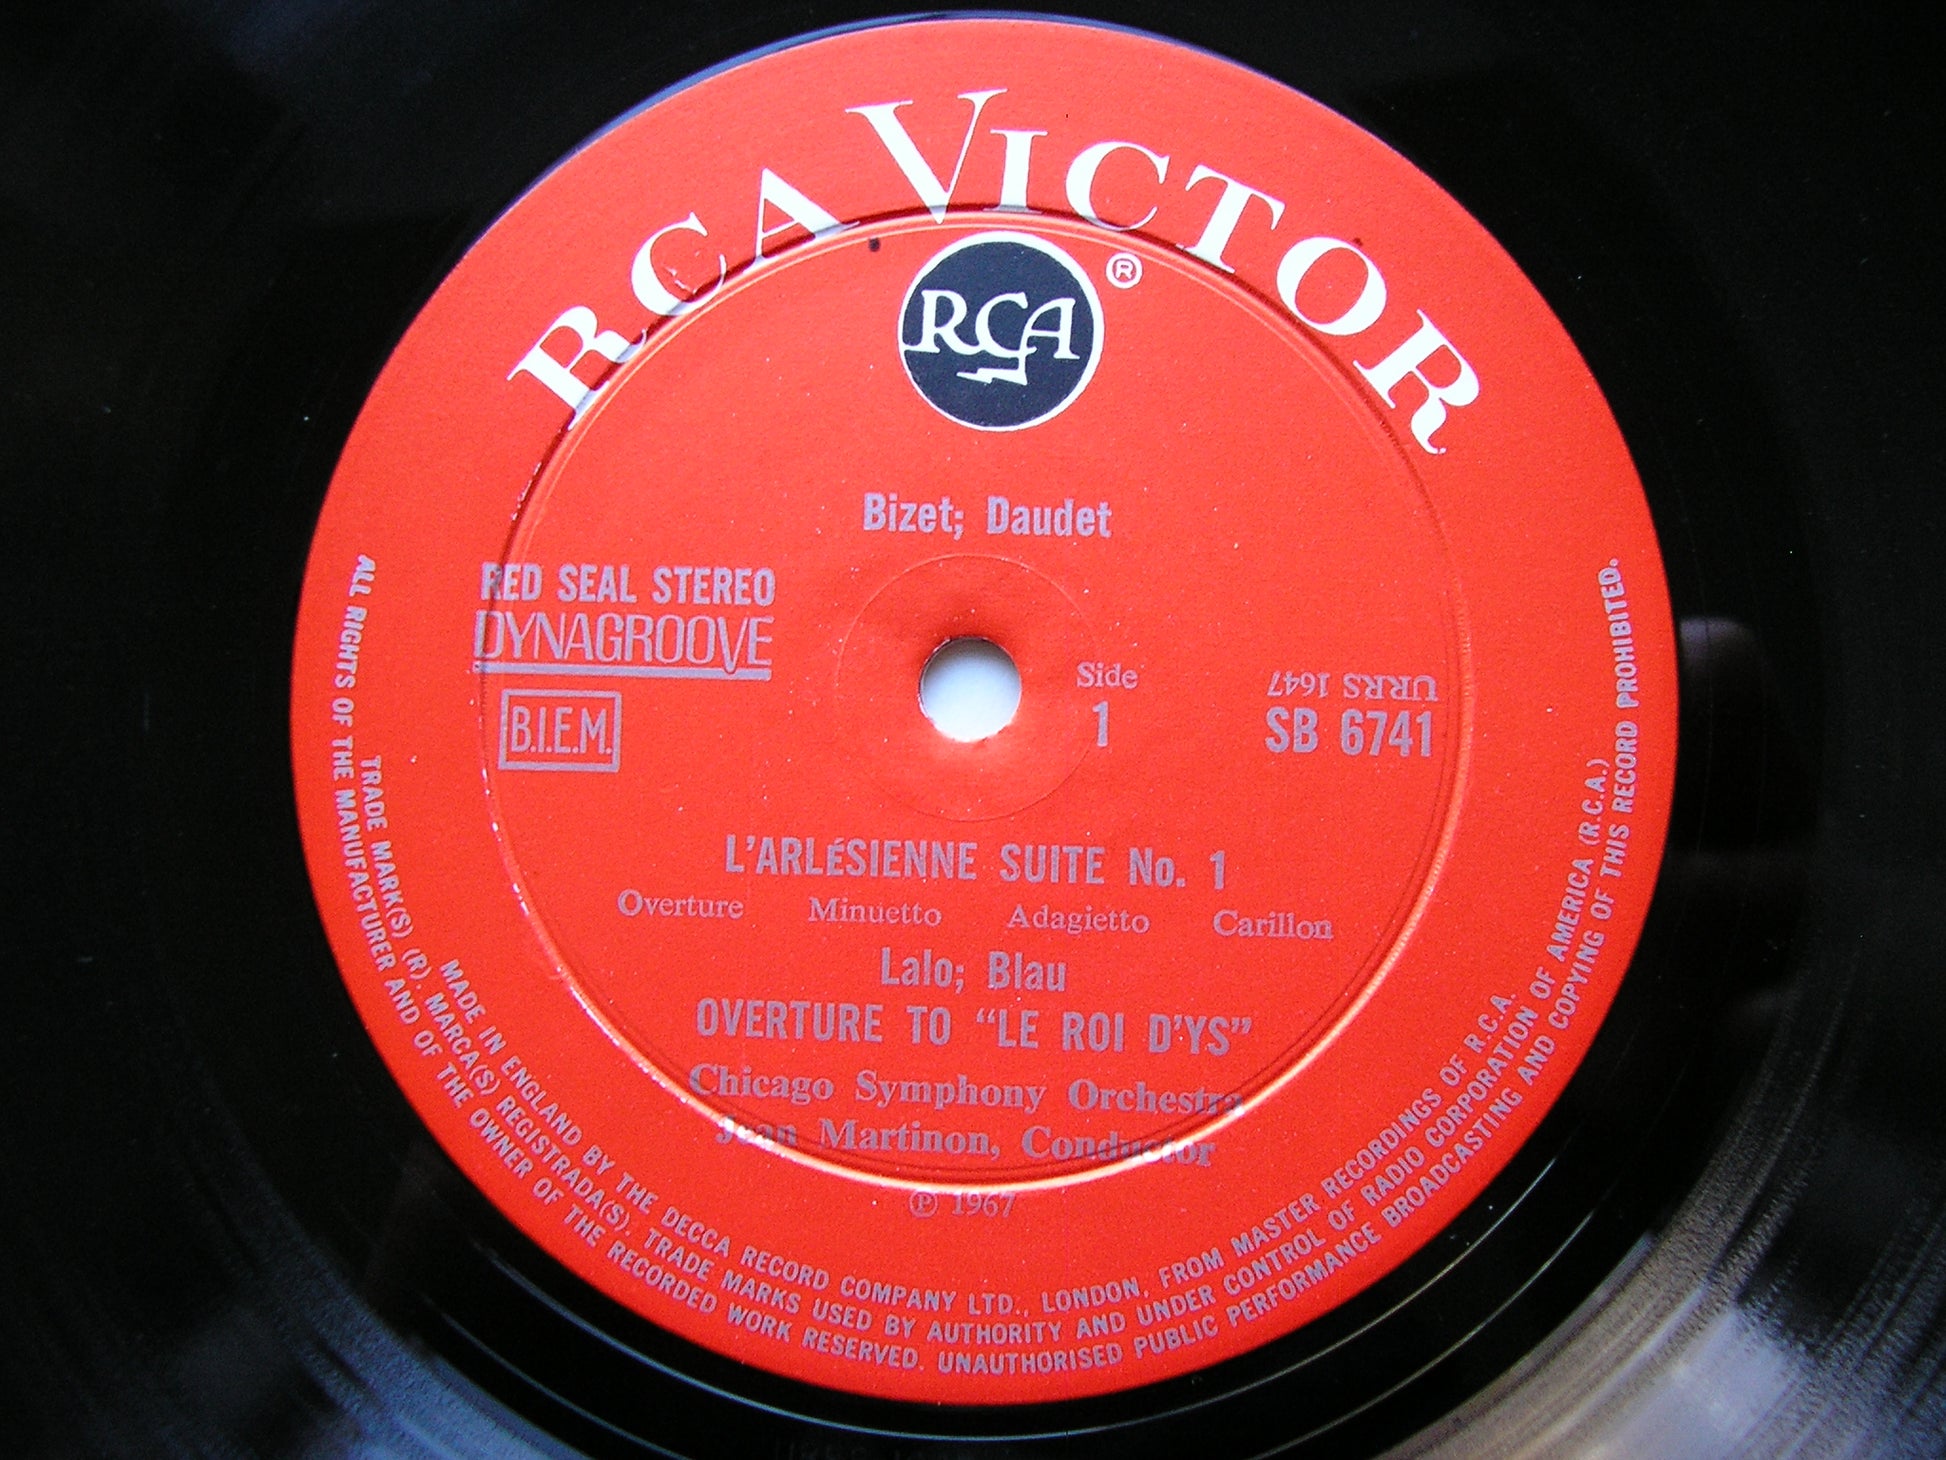 RCA VICTOR
RCA
®
Bizet; Daudet
RED SEAL STEREO
DYNAGROOVE
B.I.E.M.
Side
1
URRS 1647
SB 6741
L'ARLÉSIENNE SUITE No. 1
Overture Minuetto Adagietto Carillon
Lalo; Blau
OVERTURE TO "LE ROI D'YS"
Chicago Symphony Orchestra
Jean Martinon, Conductor
℗ 1967
MADE IN ENGLAND BY THE DECCA RECORD COMPANY LTD., LONDON, FROM MASTER RECORDINGS OF R.C.A.
TRADE MARK(S) (R). MARCA(S) REGISTRADA(S). TRADE MARKS USED BY AUTHORITY AND UNDER CONTROL OF RADIO CORPORATION OF AMERICA (R.C.A.)
ALL RIGHTS OF THE MANUFACTURER AND OF THE OWNER OF THE RECORDED WORK RESERVED. UNAUTHORISED PUBLIC PERFORMANCE BROADCASTING AND COPYING OF THIS RECORD PROHIBITED.